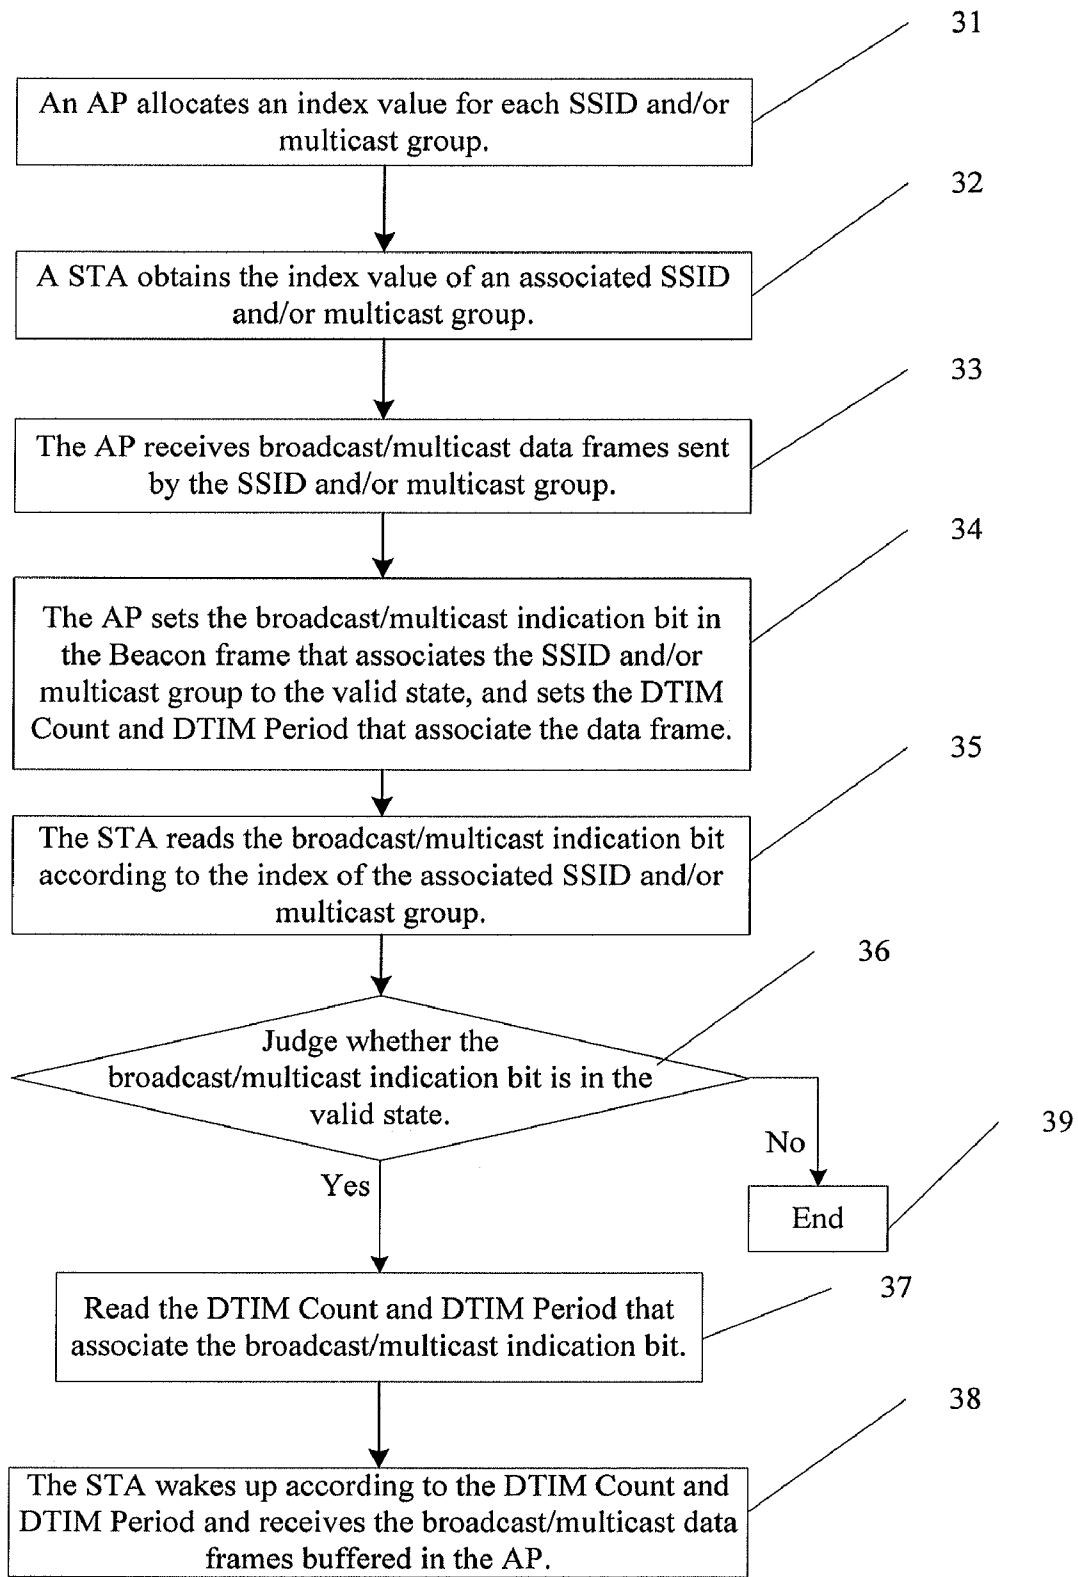 31
An AP allocates an index value for each SSID and/or
multicast group.
32
A STA obtains the index value of an associated SSID
and/or multicast group.
33
The AP receives broadcast/multicast data frames sent
by the SSID and/or multicast group.
34
The AP sets the broadcast/multicast indication bit in
the Beacon frame that associates the SSID and/or
multicast group to the valid state, and sets the DTIM
Count and DTIM Period that associate the data frame.
35
The STA reads the broadcast/multicast indication bit
according to the index of the associated SSID and/or
multicast group.
36
Judge whether the
broadcast/multicast indication bit is in the
valid state.
39
No
Yes
End
37
Read the DTIM Count and DTIM Period that
associate the broadcast/multicast indication bit.
38
The STA wakes up according to the DTIM Count and
DTIM Period and receives the broadcast/multicast data
frames buffered in the AP.